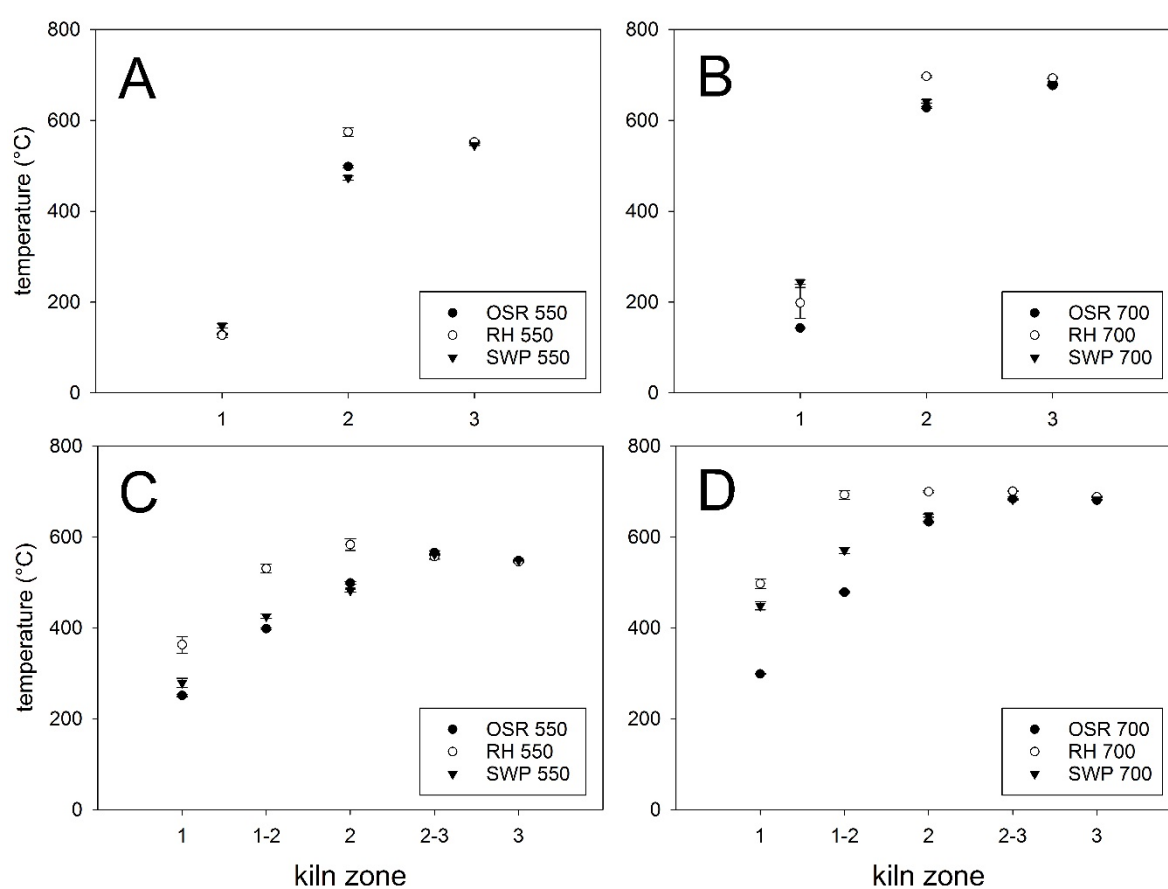 A
temperature (°C)
800
600
400
200
0
OSR 550
RH 550
SWP 550
1
2
3
B
800
600
400
200
0
OSR 700
RH 700
SWP 700
1
2
3
C
temperature (°C)
800
600
400
200
0
OSR 550
RH 550
SWP 550
1
1-2
2
2-3
3
kiln zone
D
800
600
400
200
0
OSR 700
RH 700
SWP 700
1
1-2
2
2-3
3
kiln zone